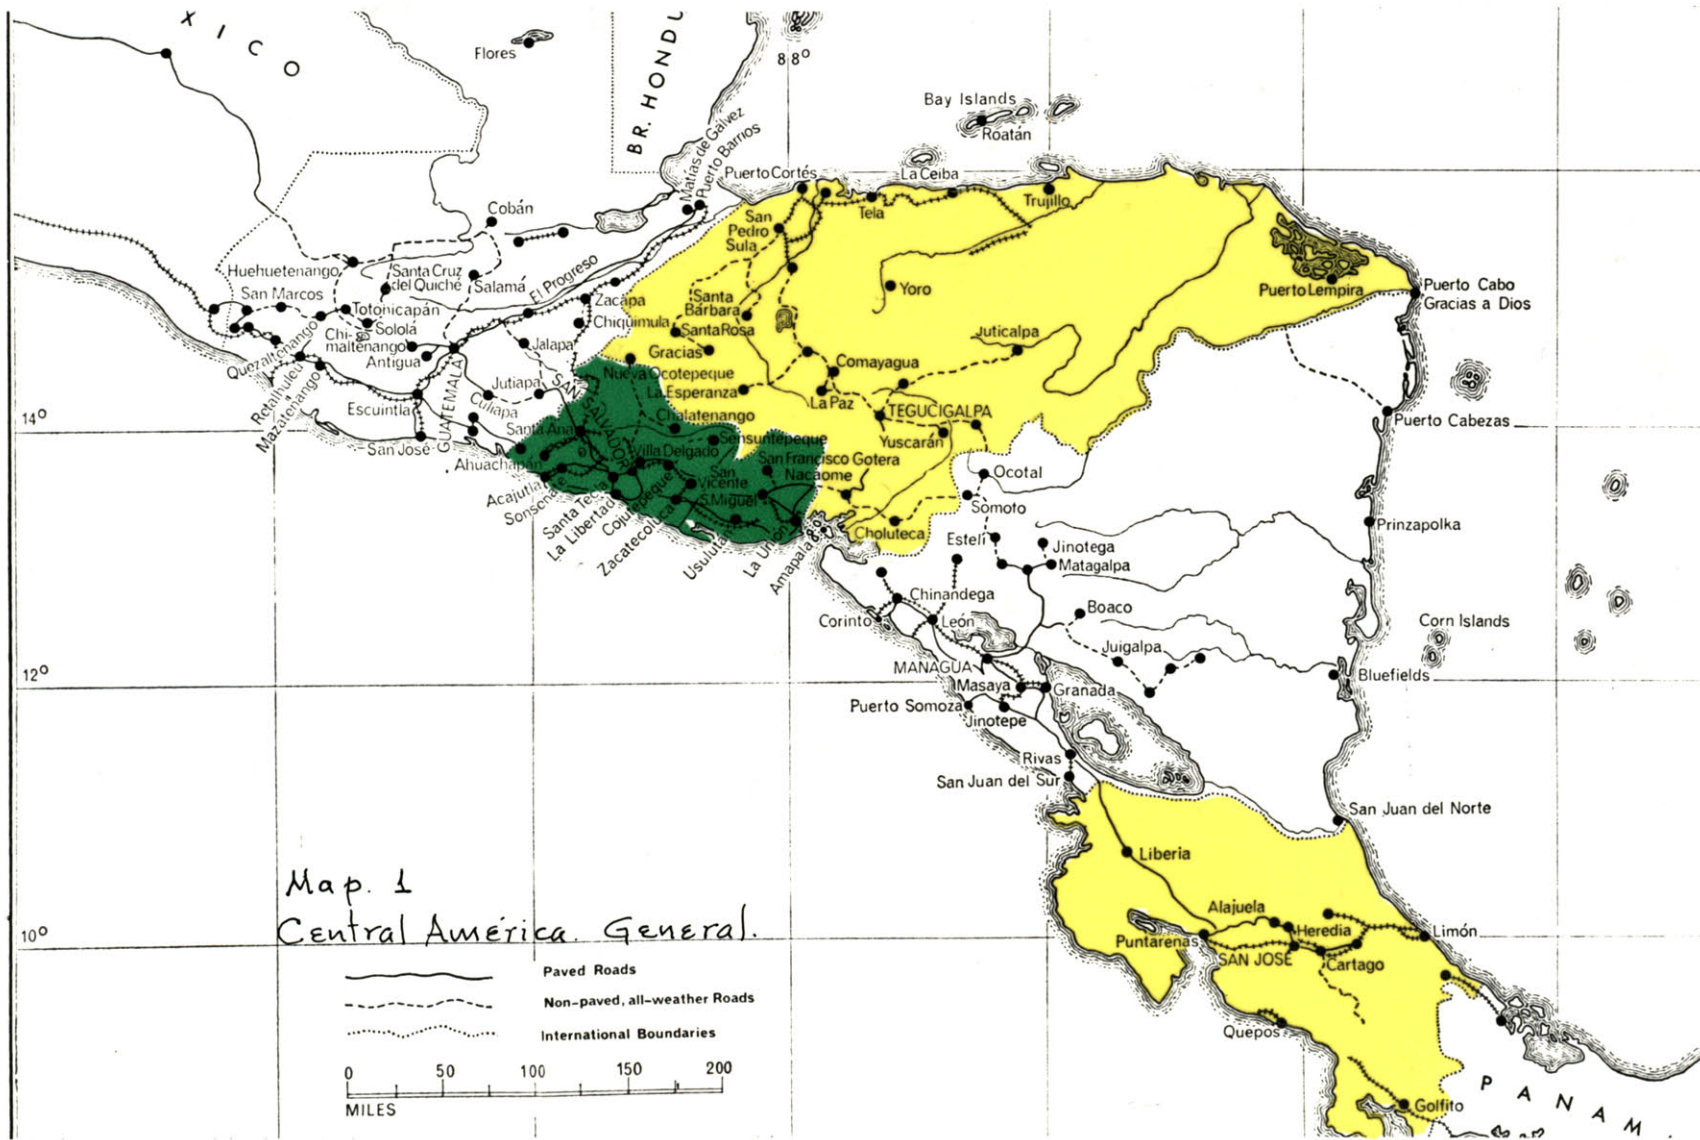 X I C O
Flores
BR. HONDU
88°
Bay Islands
Roatán
Matías de Gálvez
Puerto Barrios
Puerto Cortés
La Ceiba
Tela
Trujillo
Cobán
San
Pedro
Sula
Huehuetenango
Santa Cruz
del Quiché
Salamá
El Progreso
Zacapa
Yoro
Puerto Lempira
Puerto Cabo
Gracias a Dios
San Marcos
Totonicapán
Sololá
Chi-
maltenango
Antigua
Chiquimula
Jalapa
Santa
Bárbara
Santa Rosa
Gracias
Juticalpa
Comayagua
Quezaltenango
Retalhuleu
Mazatenango
Nueva Ocotepeque
La Esperanza
La Paz
TEGUCIGALPA
Yuscarán
Puerto Cabezas
14°
Escuintla
GUATEMALA
Jutiapa
Cuilapa
San José
SAN SALVADOR
Santa Ana
Chalatenango
Sensuntepeque
Ahuachapán
Villa Delgado
San Francisco Gotera
Nacaome
San
Vicente
S. Miguel
Acajutla
Sonsonate
Santa Tecla
La Libertad
Cojutepeque
Zacatecoluca
Usulután
La Unión
Amapala
Choluteca
Ocotal
Somoto
Estelí
Jinotega
Matagalpa
Prinzapolka
Chinandega
Corinto
León
Boaco
Juigalpa
Corn Islands
12°
MANAGUA
Masaya
Granada
Bluefields
Puerto Somoza
Jinotepe
Rivas
San Juan del Sur
San Juan del Norte
Liberia
Map. 1
Central América. General.
10°
Alajuela
Heredia
Limón
Puntarenas
SAN JOSÉ
Cartago
Quepos
Golfito
P A N A M
Paved Roads
Non-paved, all-weather Roads
International Boundaries
0 50 100 150 200
MILES